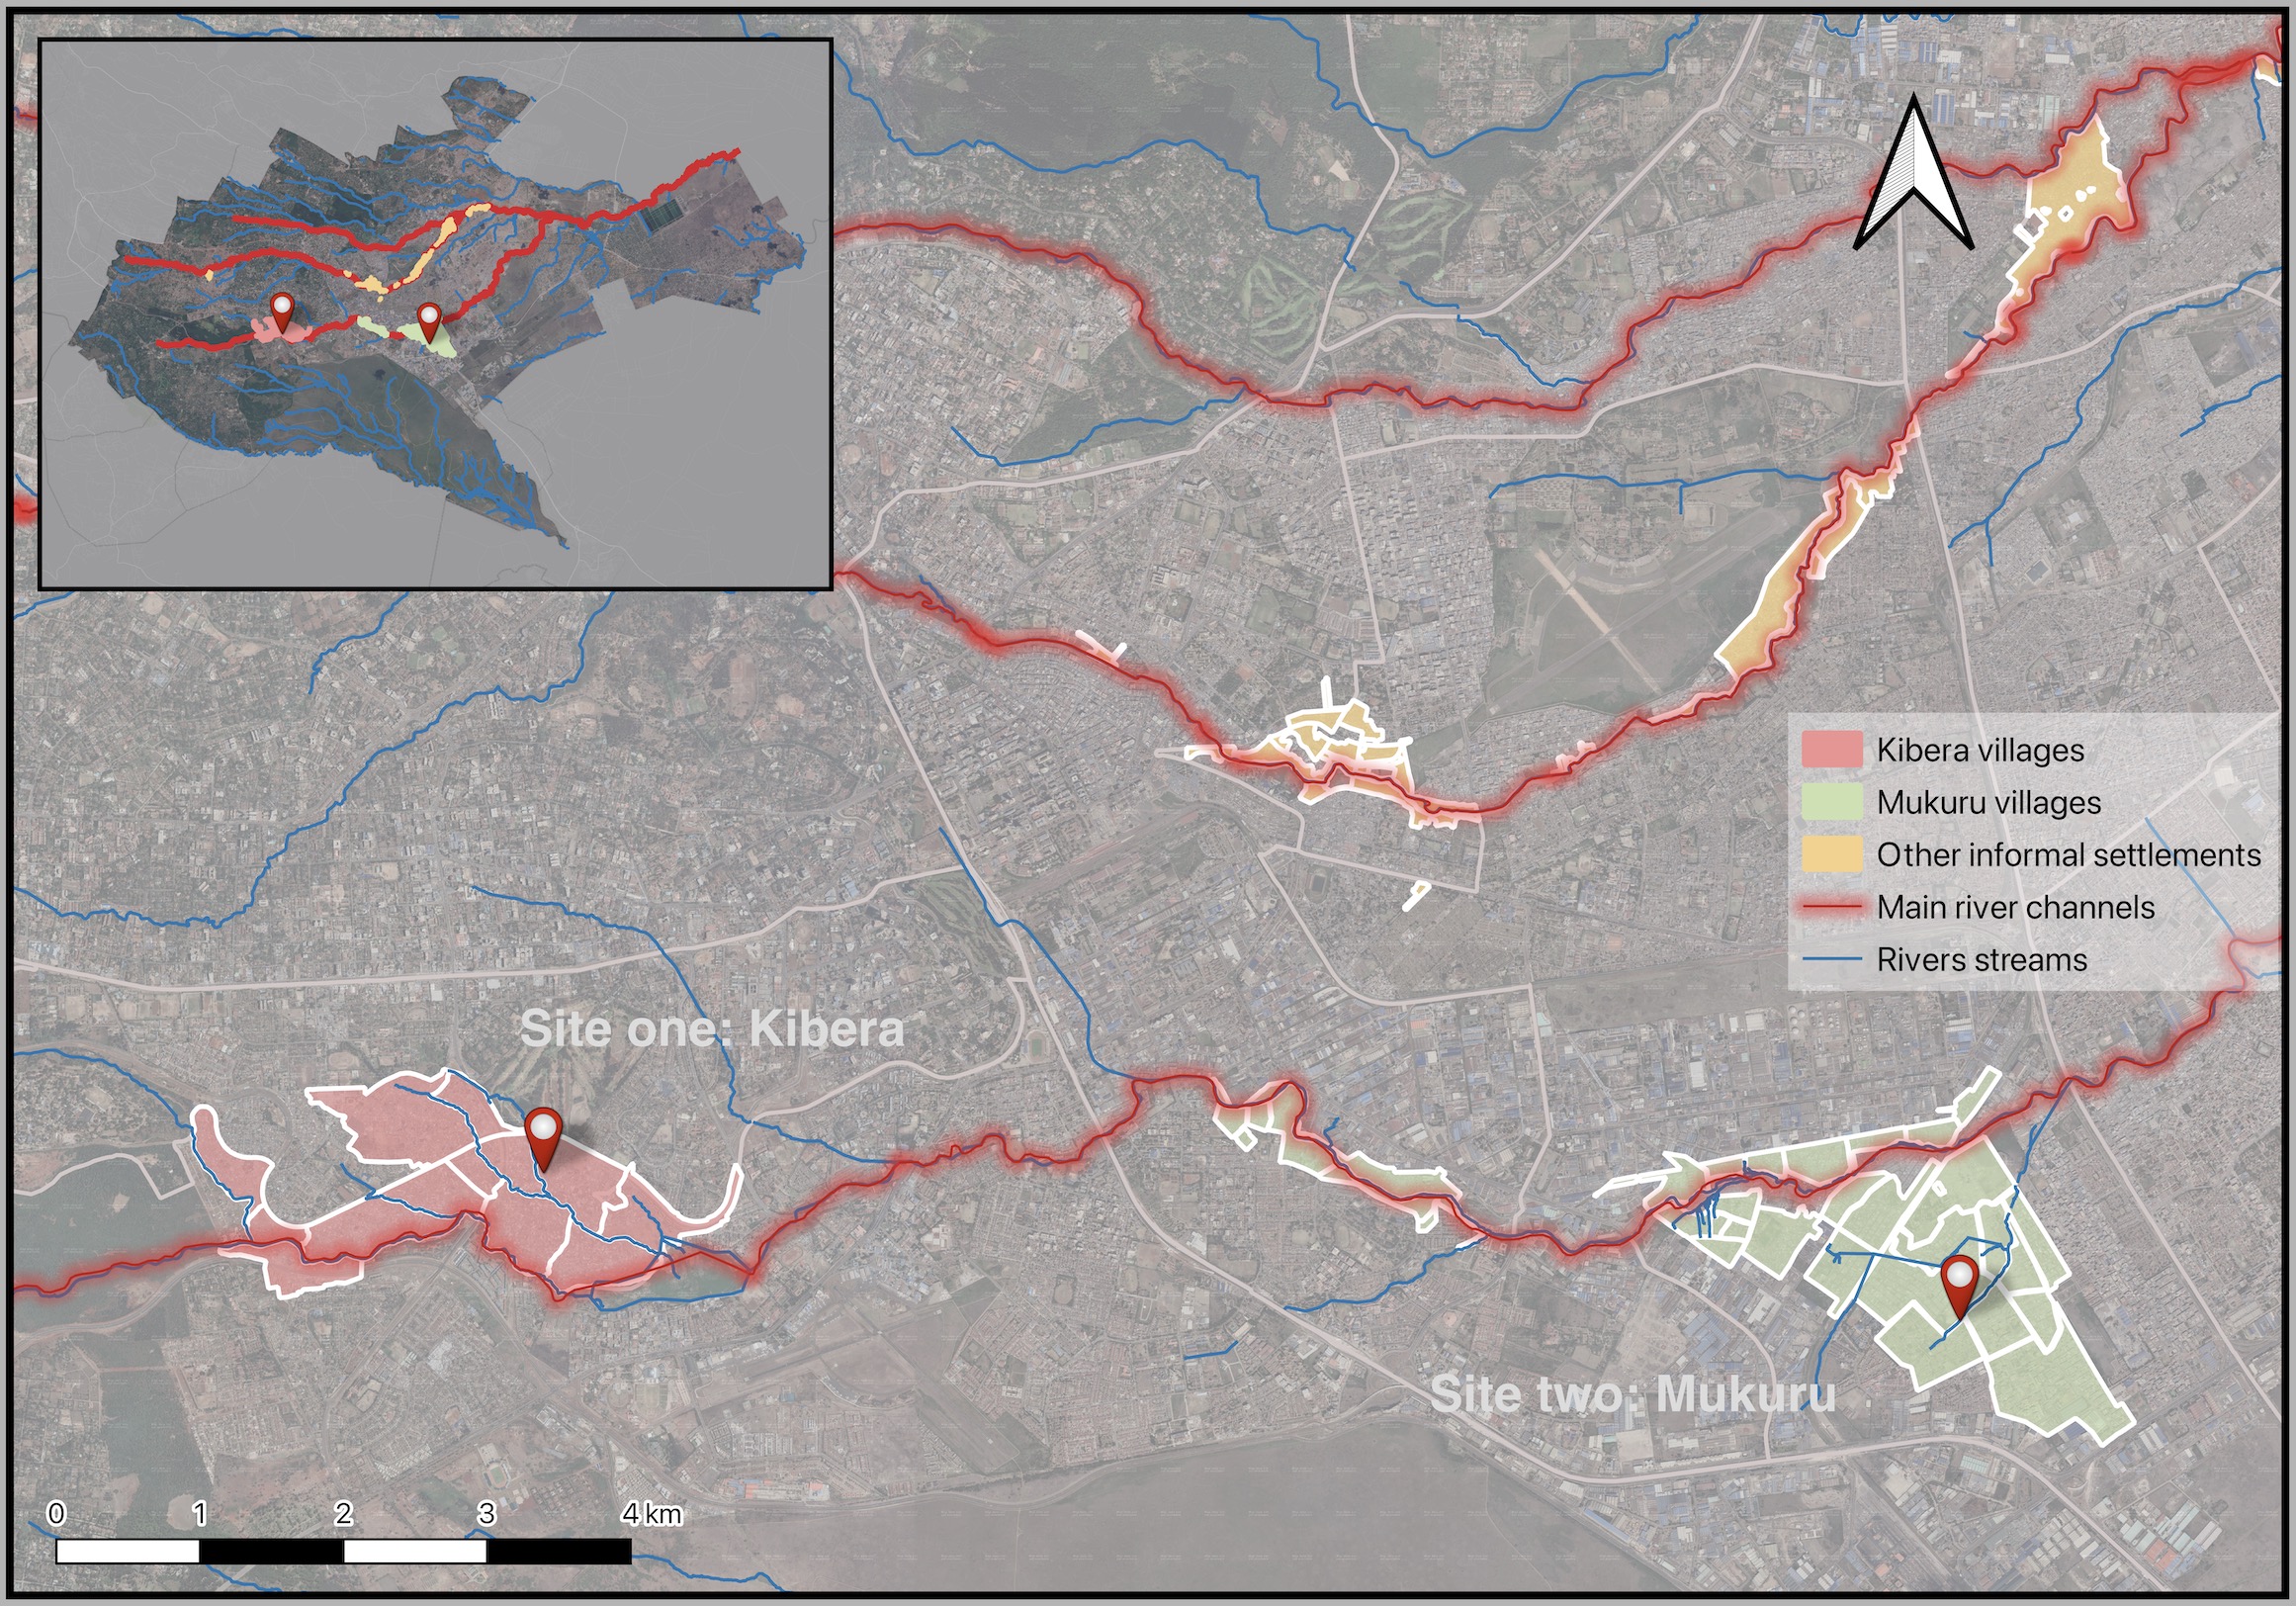 Kibera villages
Mukuru villages
Other informal settlements
Main river channels
Rivers streams
Site one: Kibera
Site two: Mukuru
0 1 2 3 4 km